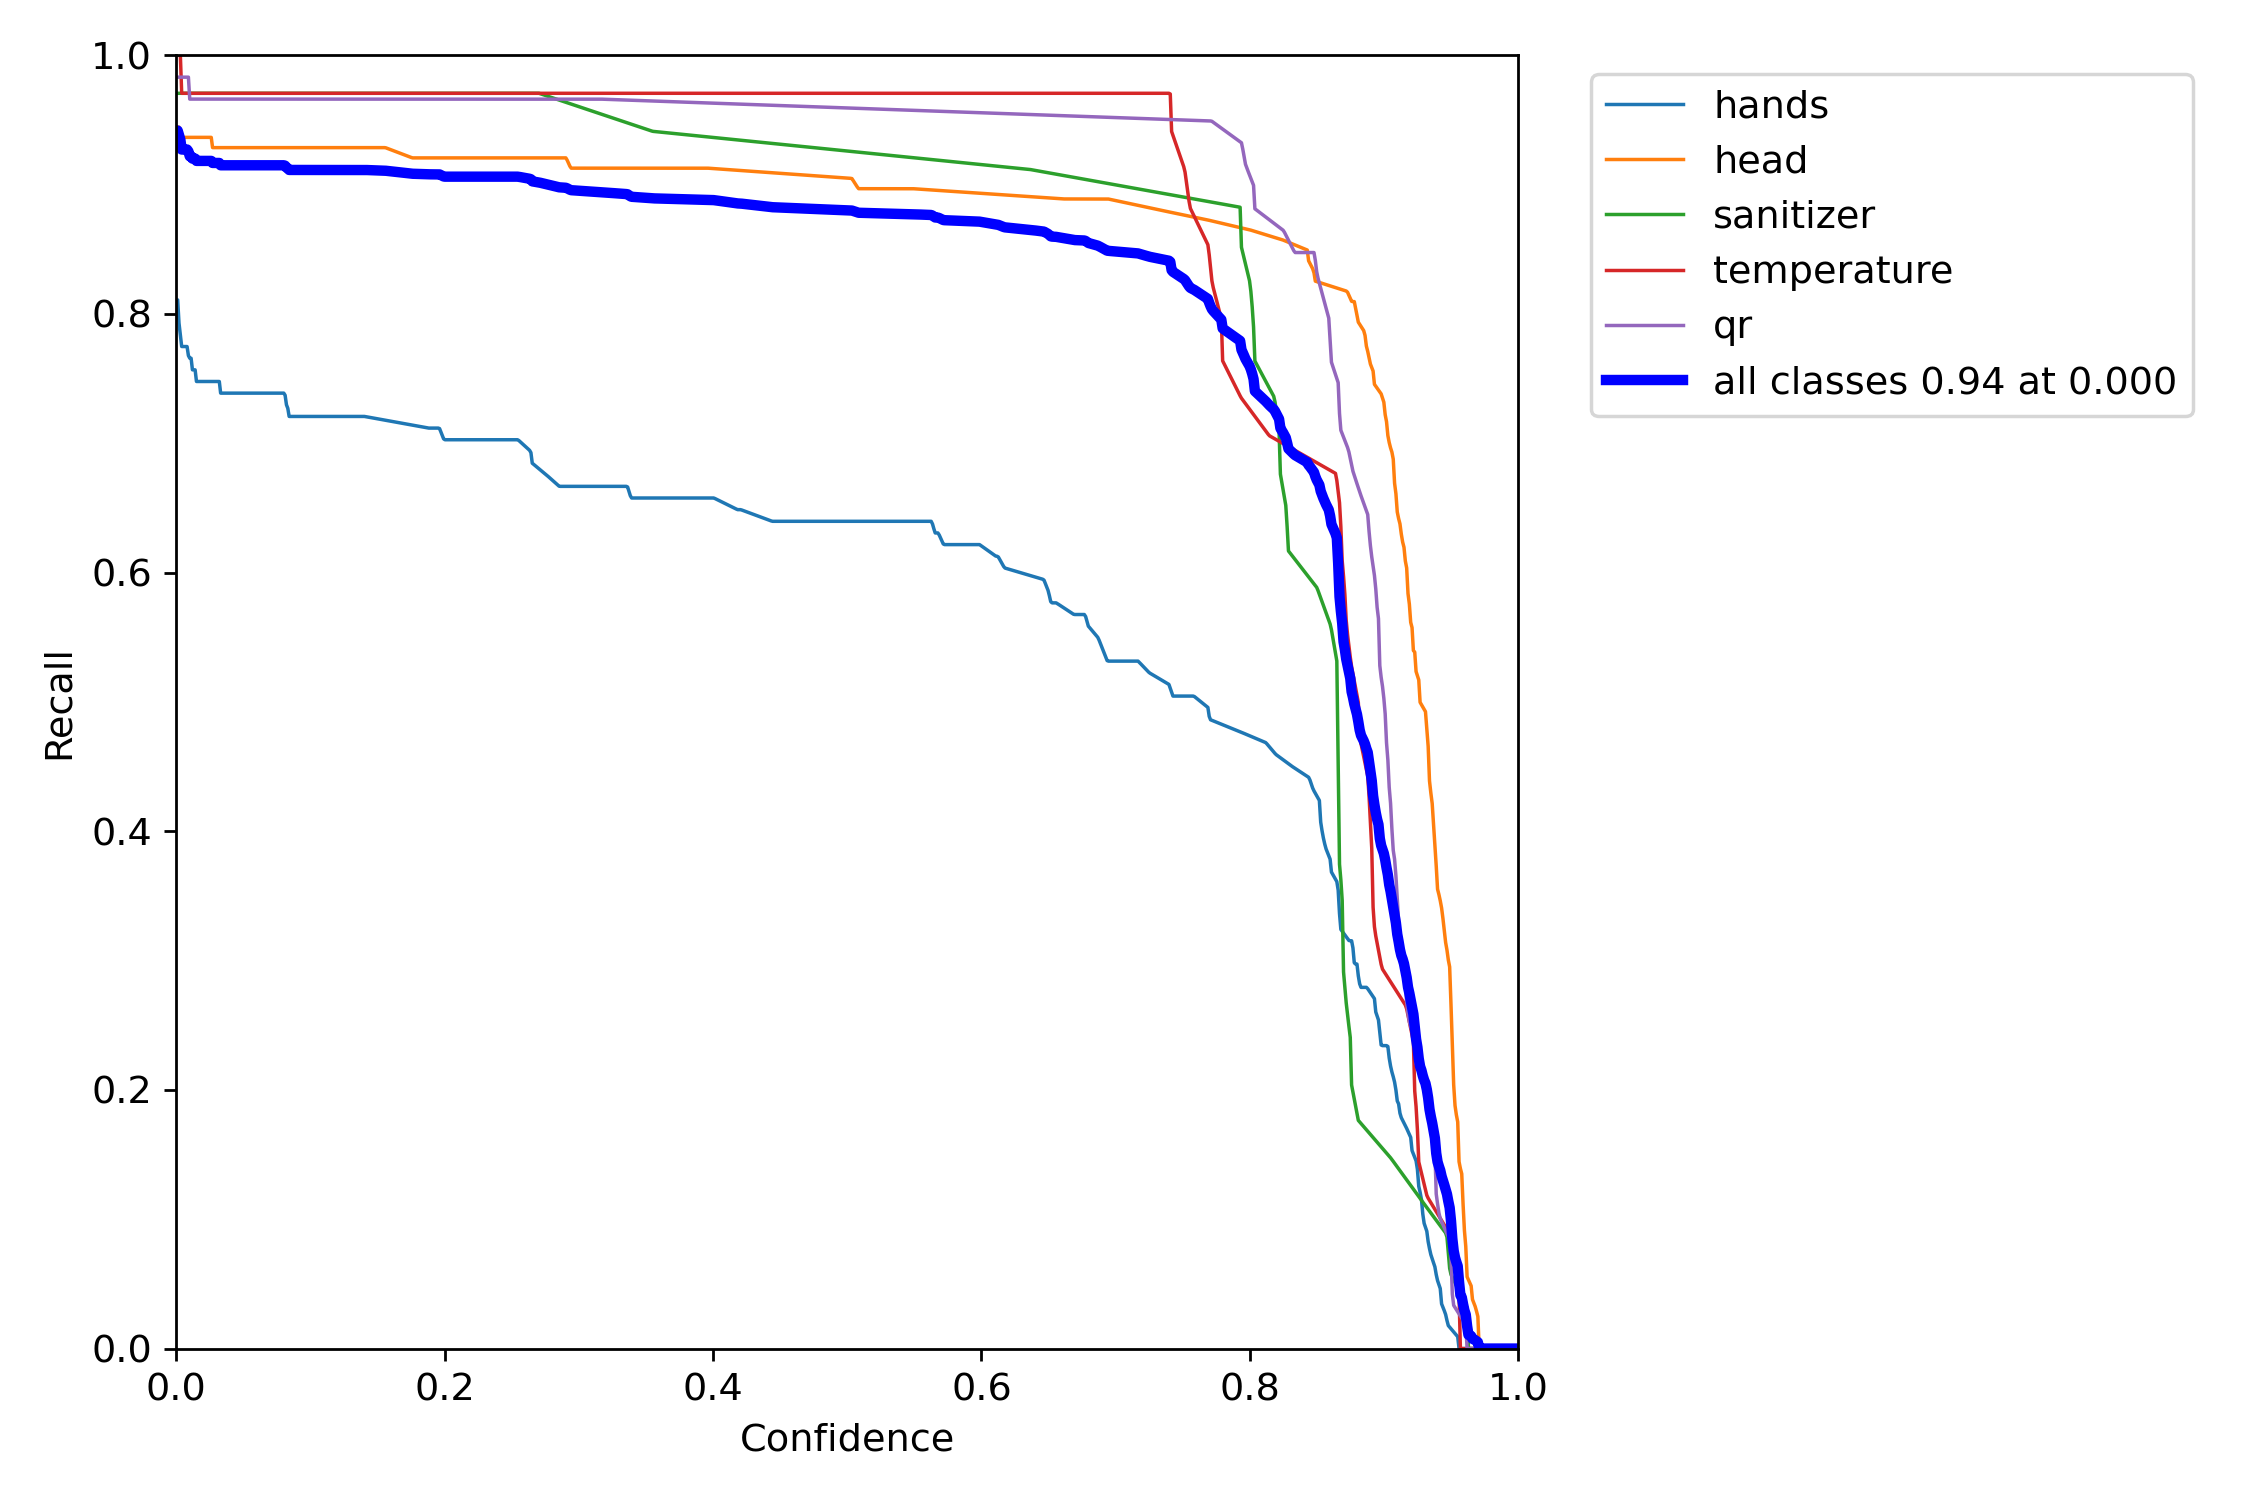 1.0
0.8
0.6
0.4
0.2
0.0
Recall
0.0 0.2 0.4 0.6 0.8 1.0
Confidence
hands
head
sanitizer
temperature
qr
all classes 0.94 at 0.000